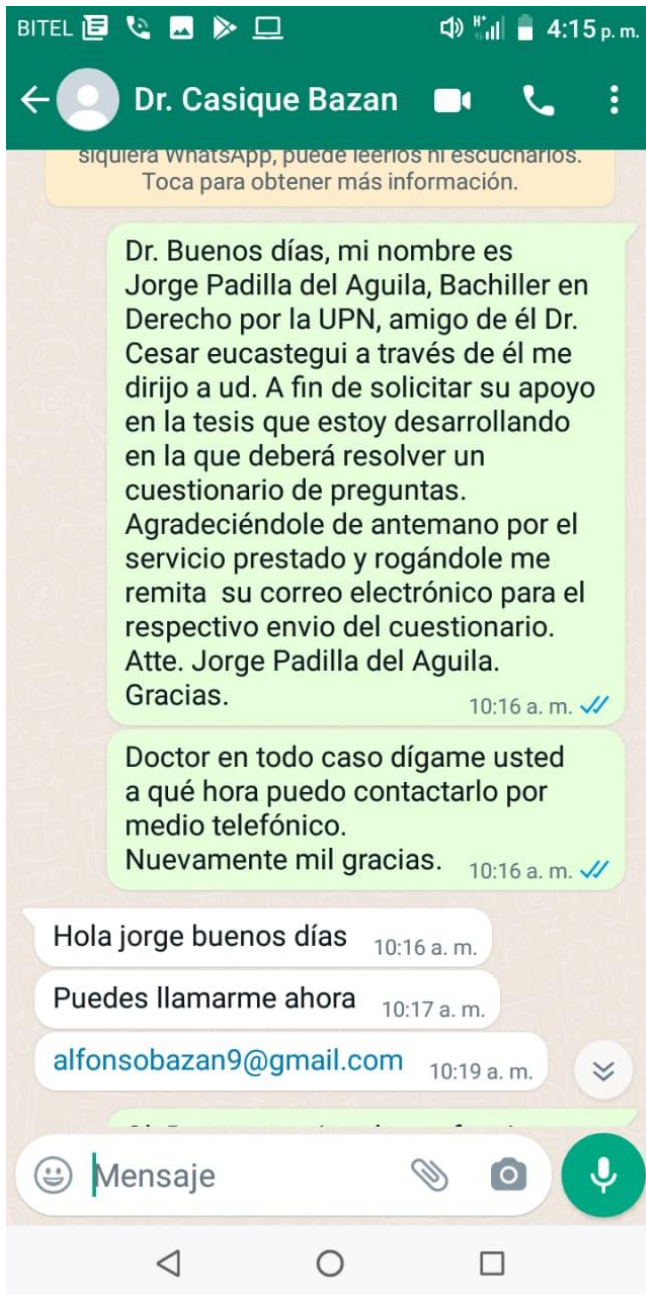 BITEL 4:15 p. m.
Dr. Casique Bazan
siquiera WhatsApp, puede leerlos ni escucharlos.
Toca para obtener más información.
Dr. Buenos días, mi nombre es
Jorge Padilla del Aguila, Bachiller en
Derecho por la UPN, amigo de él Dr.
Cesar eucastegui a través de él me
dirijo a ud. A fin de solicitar su apoyo
en la tesis que estoy desarrollando
en la que deberá resolver un
cuestionario de preguntas.
Agradeciéndole de antemano por el
servicio prestado y rogándole me
remita  su correo electrónico para el
respectivo envio del cuestionario.
Atte. Jorge Padilla del Aguila.
Gracias. 10:16 a. m.
Doctor en todo caso dígame usted
a qué hora puedo contactarlo por
medio telefónico.
Nuevamente mil gracias. 10:16 a. m.
Hola jorge buenos días 10:16 a. m.
Puedes llamarme ahora 10:17 a. m.
alfonsobazan9@gmail.com 10:19 a. m.
Mensaje